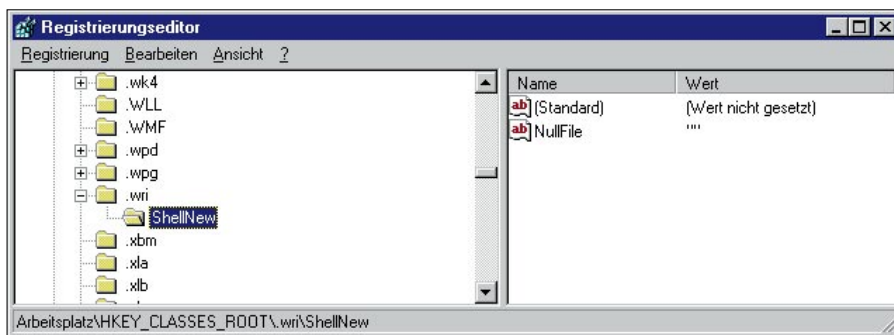 Registrierungseditor
Registrierung Bearbeiten Ansicht ?
.wk4
.WLL
.WMF
.wpd
.wpg
.wri
ShellNew
.xbm
.xla
.xlb
Name Wert
(Standard) (Wert nicht gesetzt)
NullFile ""
Arbeitsplatz\HKEY_CLASSES_ROOT\.wri\ShellNew